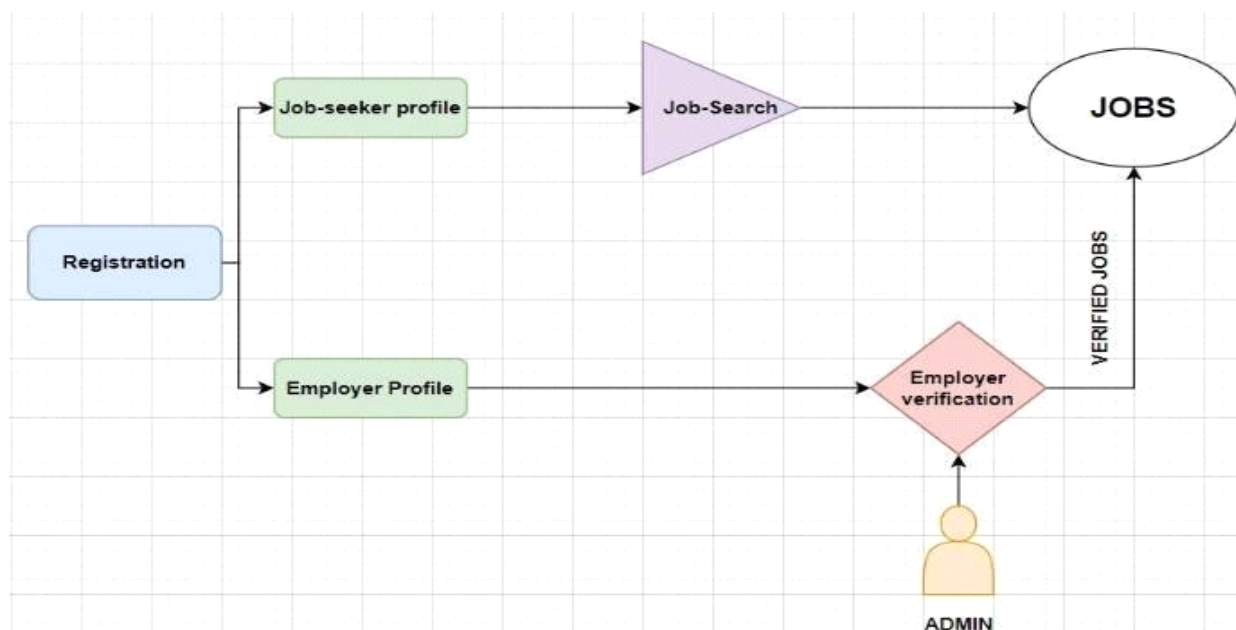 Job-seeker profile
Job-Search
JOBS
Registration
VERIFIED JOBS
Employer Profile
Employer
verification
ADMIN